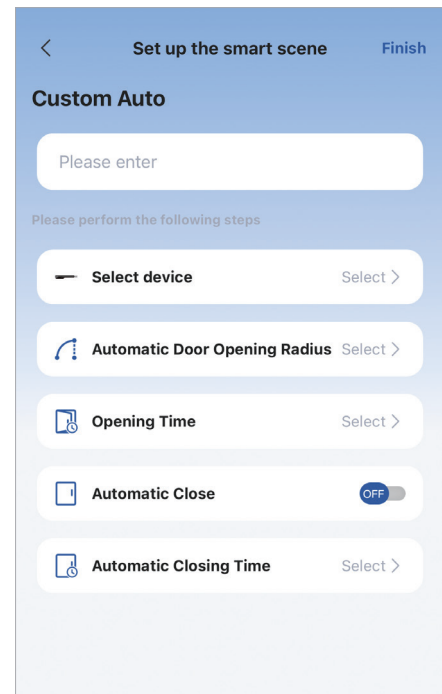 Set up the smart scene Finish
Custom Auto
Please enter
Please perform the following steps
Select device Select
Automatic Door Opening Radius Select
Opening Time Select
Automatic Close OFF
Automatic Closing Time Select